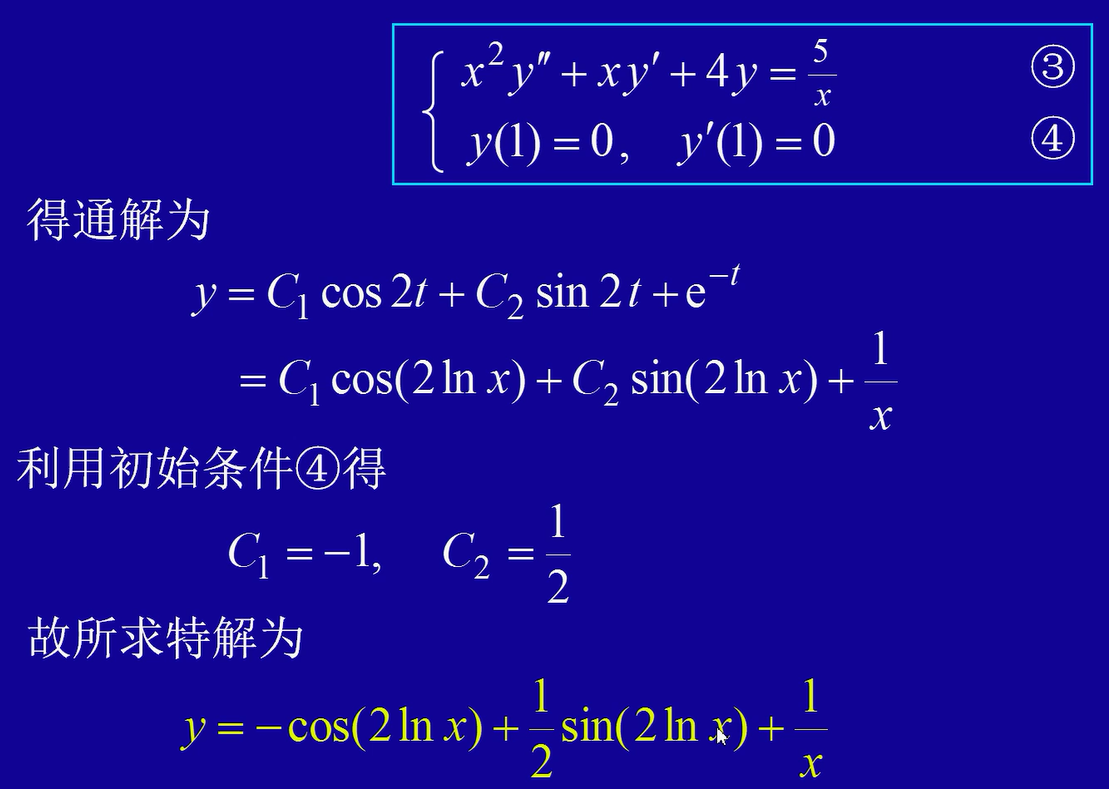 x²y″ + xy′ + 4y = 5/x ③
y(1) = 0, y′(1) = 0 ④
得通解为
y = C₁ cos 2t + C₂ sin 2t + e⁻ᵗ
= C₁ cos(2 ln x) + C₂ sin(2 ln x) + 1/x
利用初始条件④得
C₁ = −1, C₂ = 1/2
故所求特解为
y = − cos(2 ln x) + 1/2 sin(2 ln x) + 1/x